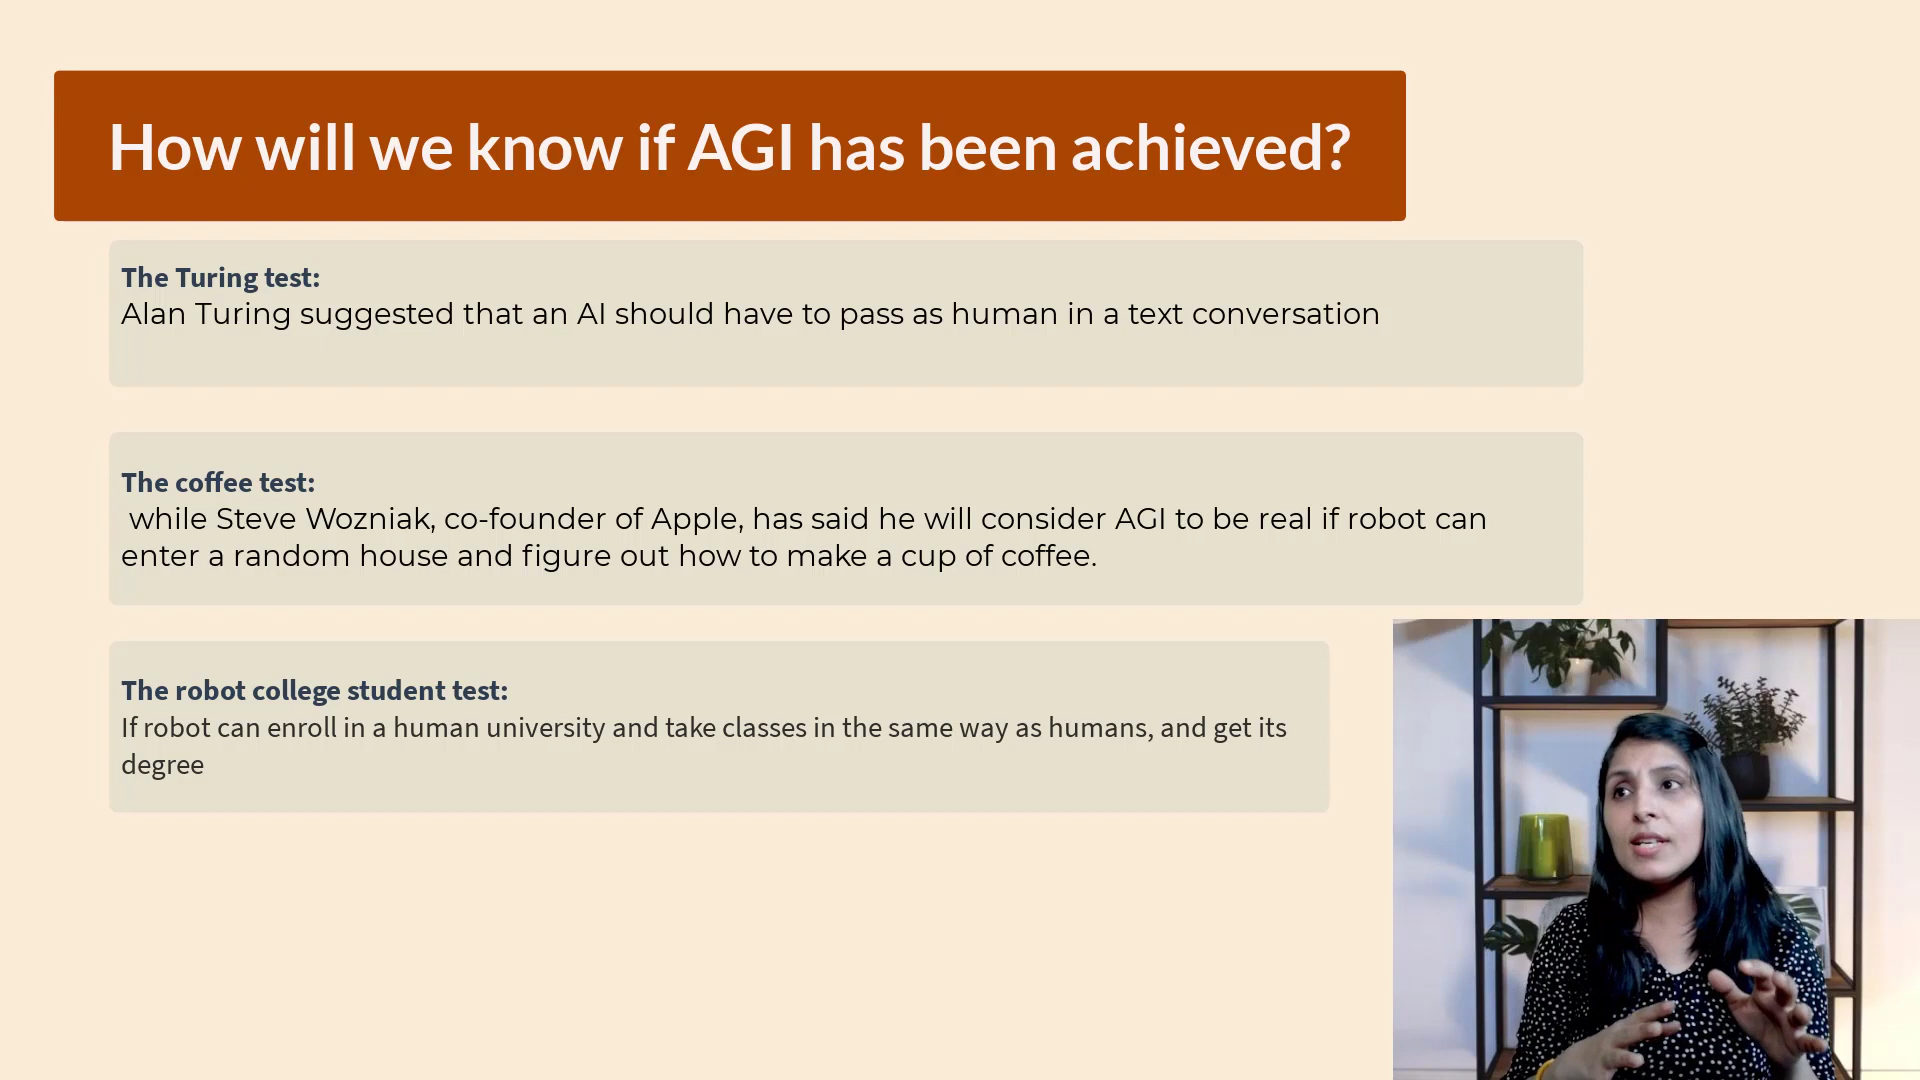 How will we know if AGI has been achieved?
The Turing test:
Alan Turing suggested that an AI should have to pass as human in a text conversation
The coffee test:
while Steve Wozniak, co-founder of Apple, has said he will consider AGI to be real if robot can
enter a random house and figure out how to make a cup of coffee.
The robot college student test:
If robot can enroll in a human university and take classes in the same way as humans, and get its
degree